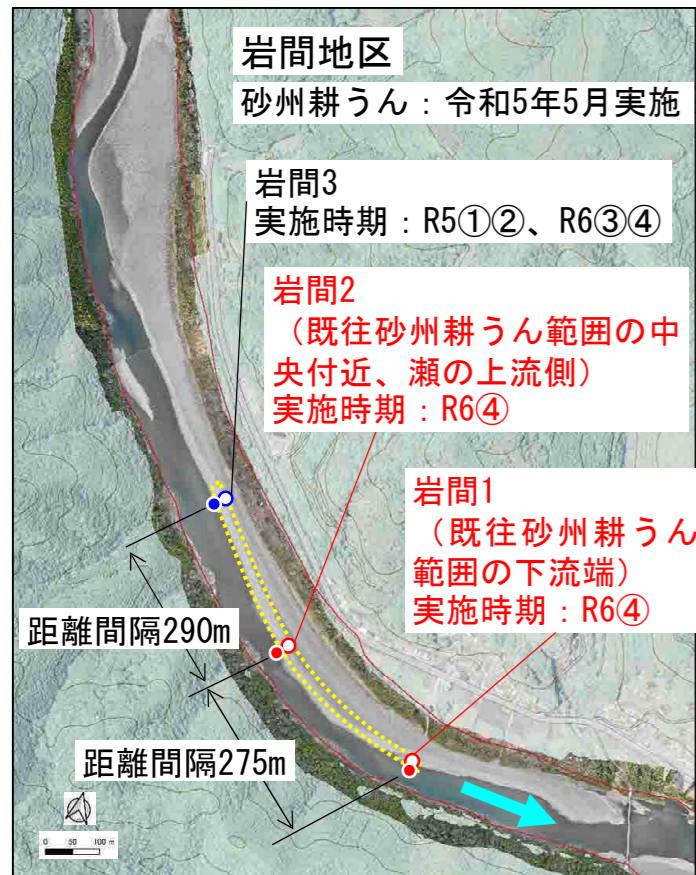 岩間地区
砂州耕うん：令和5年5月実施
岩間3
実施時期：R5①②、R6③④
岩間2
（既往砂州耕うん範囲の中
央付近、瀬の上流側）
実施時期：R6④
岩間1
（既往砂州耕うん
範囲の下流端）
実施時期：R6④
距離間隔290m
距離間隔275m
0 50 100 m